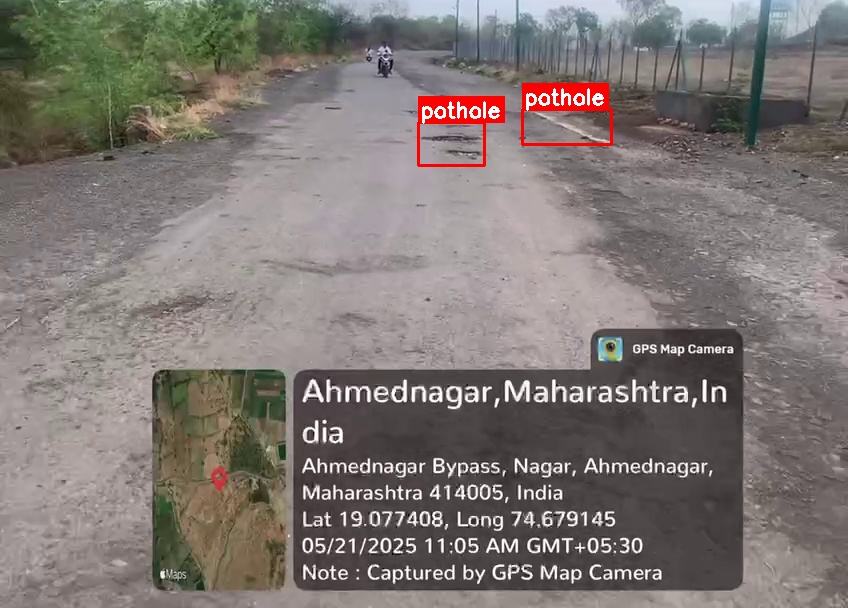 pothole
pothole
GPS Map Camera
Ahmednagar,Maharashtra,In
dia
Ahmednagar Bypass, Nagar, Ahmednagar,
Maharashtra 414005, India
Lat 19.077408, Long 74.679145
05/21/2025 11:05 AM GMT+05:30
Note : Captured by GPS Map Camera
Maps